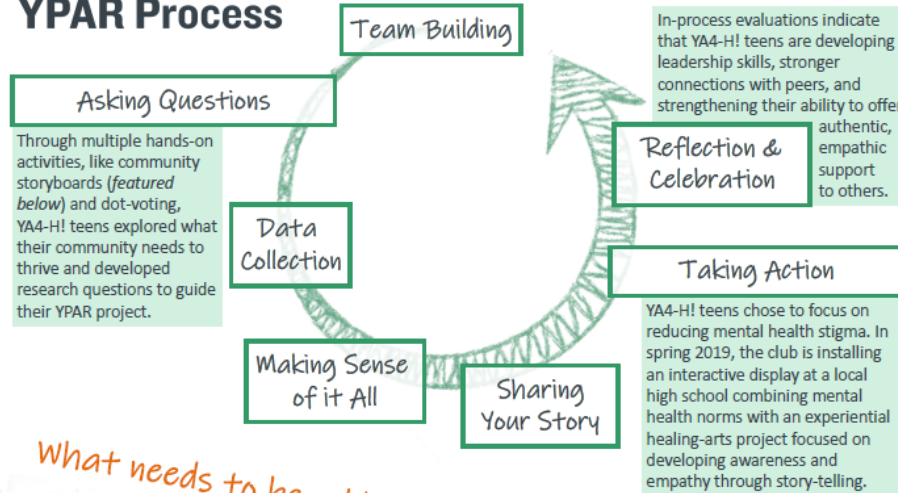 YPAR Process
Team Building
Asking Questions
Through multiple hands-on
activities, like community
storyboards (featured
below) and dot-voting,
YA4-H! teens explored what
their community needs to
thrive and developed
research questions to guide
their YPAR project.
Data
Collection
Making Sense
of it All
Sharing
Your Story
Taking Action
YA4-H! teens chose to focus on
reducing mental health stigma. In
spring 2019, the club is installing
an interactive display at a local
high school combining mental
health norms with an experiential
healing-arts project focused on
developing awareness and
empathy through story-telling.
Reflection &
Celebration
In-process evaluations indicate
that YA4-H! teens are developing
leadership skills, stronger
connections with peers, and
strengthening their ability to offer
authentic,
empathic
support
to others.
What needs to